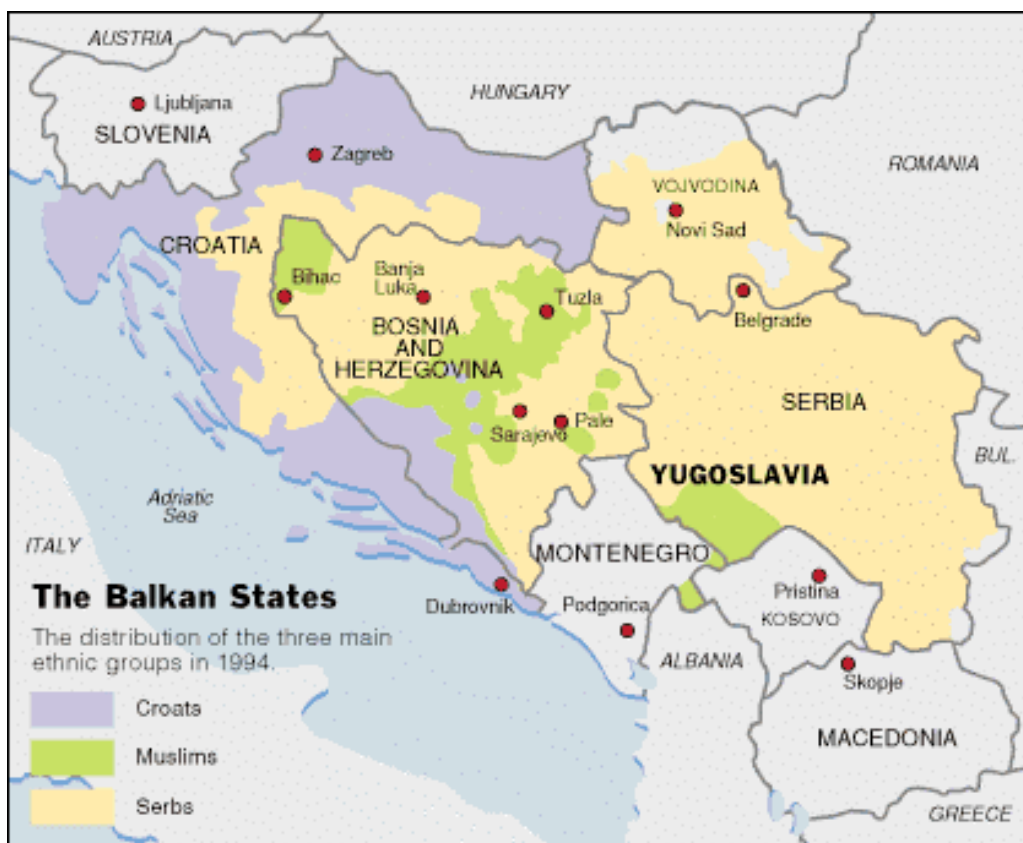 AUSTRIA
HUNGARY
Ljubljana
SLOVENIA
Zagreb
ROMANIA
VOJVODINA
Novi Sad
CROATIA
Bihac
Banja
Luka
Tuzla
Belgrade
BOSNIA
AND
HERZEGOVINA
SERBIA
Sarajevo
Pale
BUL.
YUGOSLAVIA
Adriatic
Sea
ITALY
MONTENEGRO
Pristina
KOSOVO
Dubrovnik
Podgorica
ALBANIA
Skopje
MACEDONIA
GREECE
The Balkan States
The distribution of the three main
ethnic groups in 1994.
Croats
Muslims
Serbs